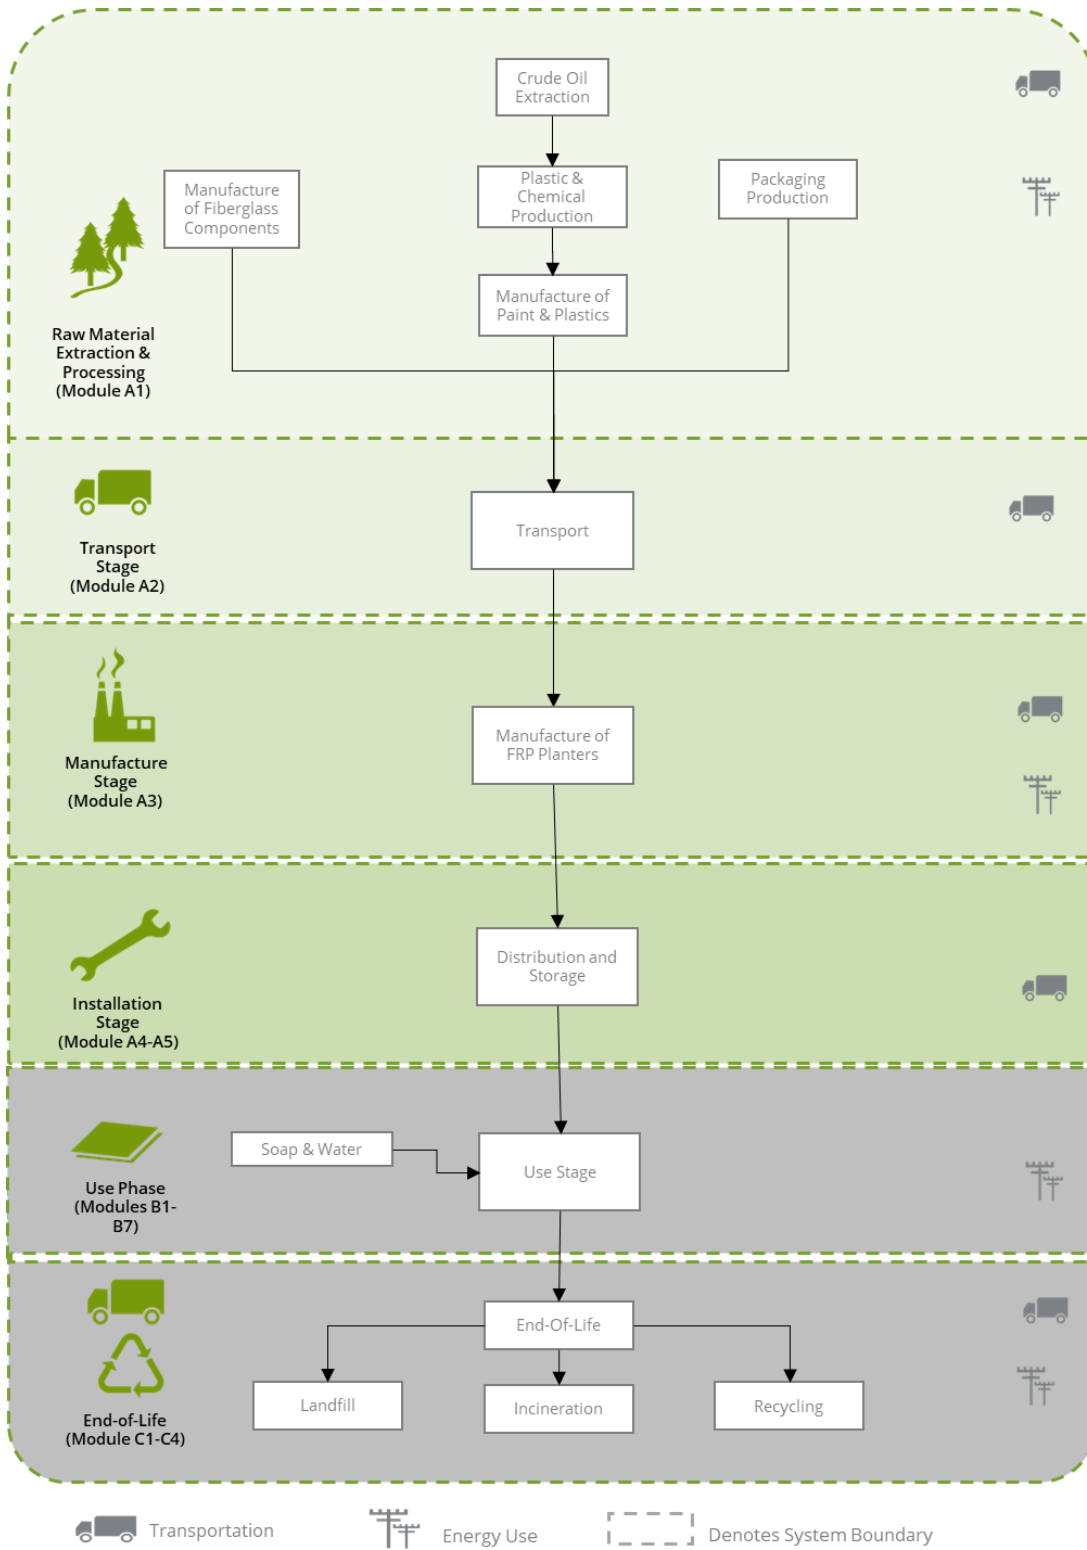 Crude Oil
Extraction
Manufacture
of Fiberglass
Components
Plastic &
Chemical
Production
Packaging
Production
Manufacture of
Paint & Plastics
Raw Material
Extraction &
Processing
(Module A1)
Transport
Stage
(Module A2)
Transport
Manufacture
Stage
(Module A3)
Manufacture of
FRP Planters
Installation
Stage
(Module A4-A5)
Distribution and
Storage
Use Phase
(Modules B1-
B7)
Soap & Water
Use Stage
End-of-Life
(Module C1-C4)
End-Of-Life
Landfill
Incineration
Recycling
Transportation
Energy Use
Denotes System Boundary